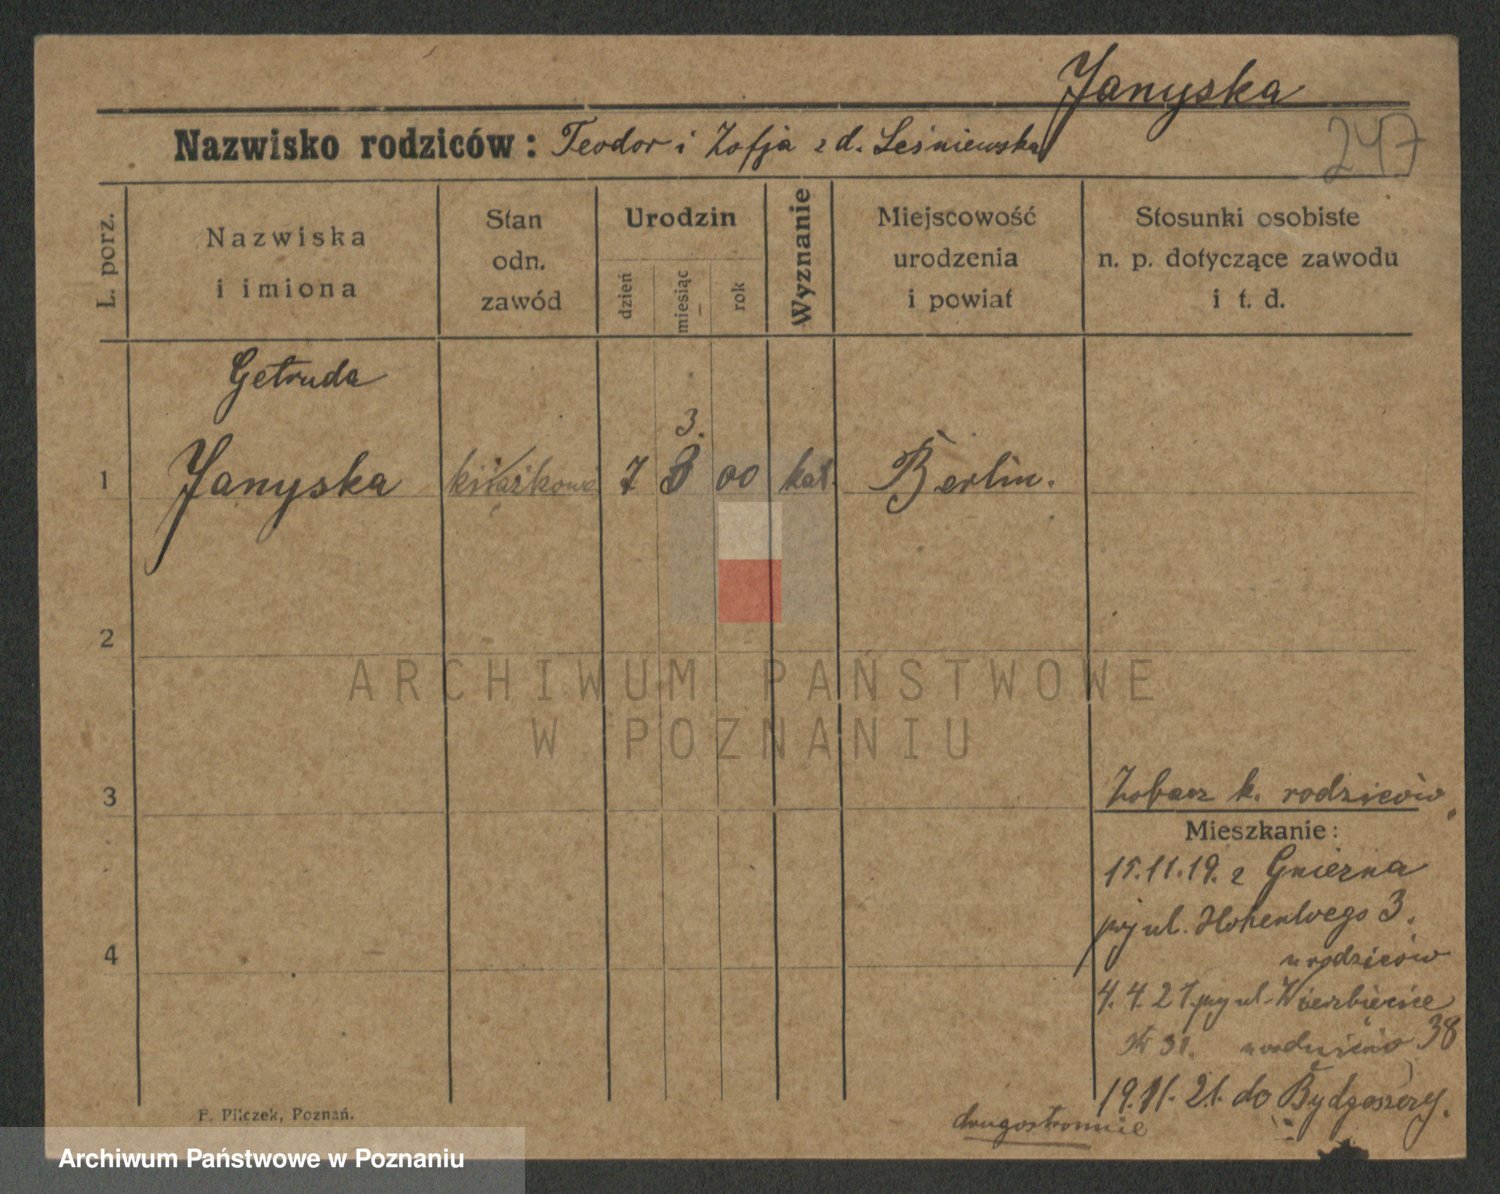 Janyska
Nazwisko rodziców: Teodor i Zofja z d. Leśniewska
247
L. porz.
Nazwiska
i imiona
Stan
odn.
zawód
Urodzin
dzień
miesiąc
rok
Wyznanie
Miejscowość
urodzenia
i powiat
Stosunki osobiste
n. p. dotyczące zawodu
i t. d.
Getruda
3.
1 Janyska 7 3 00 kat. Berlin.
2
ARCHIWUM PAŃSTWOWE
W POZNANIU
3
Zobacz k. rodziców.
Mieszkanie:
15.11.19. z Gniezna
przy ul. Hohenloego 3.
u rodziców
4
4.4.21. przy ul. Wierzbięcice
38
19.11.21. do Bydgoszczy.
drugostronnie
F. Pilczek, Poznań.
Archiwum Państwowe w Poznaniu